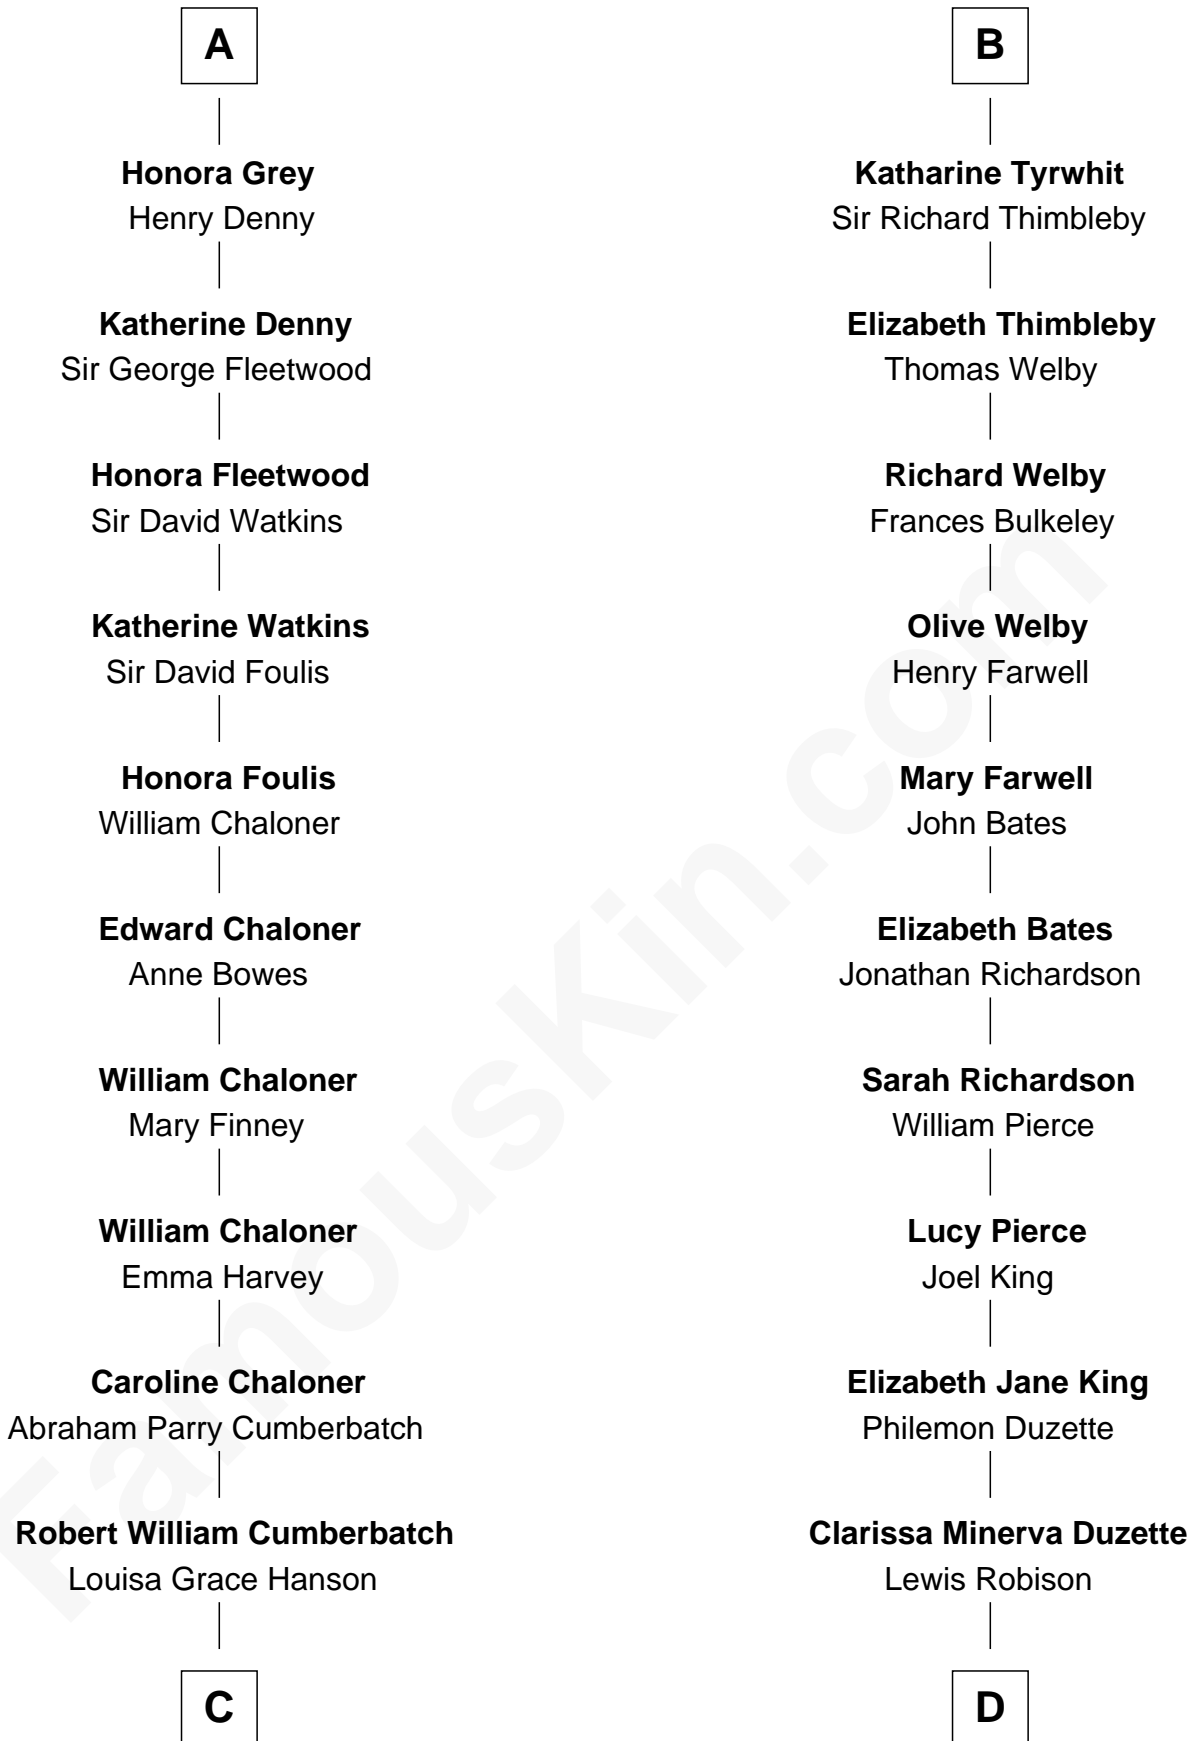 A
Honora Grey
Henry Denny
Katherine Denny
Sir George Fleetwood
Honora Fleetwood
Sir David Watkins
Katherine Watkins
Sir David Foulis
Honora Foulis
William Chaloner
Edward Chaloner
Anne Bowes
William Chaloner
Mary Finney
William Chaloner
Emma Harvey
Caroline Chaloner
Abraham Parry Cumberbatch
Robert William Cumberbatch
Louisa Grace Hanson
C
B
Katharine Tyrwhit
Sir Richard Thimbleby
Elizabeth Thimbleby
Thomas Welby
Richard Welby
Frances Bulkeley
Olive Welby
Henry Farwell
Mary Farwell
John Bates
Elizabeth Bates
Jonathan Richardson
Sarah Richardson
William Pierce
Lucy Pierce
Joel King
Elizabeth Jane King
Philemon Duzette
Clarissa Minerva Duzette
Lewis Robison
D
FamousKin.com